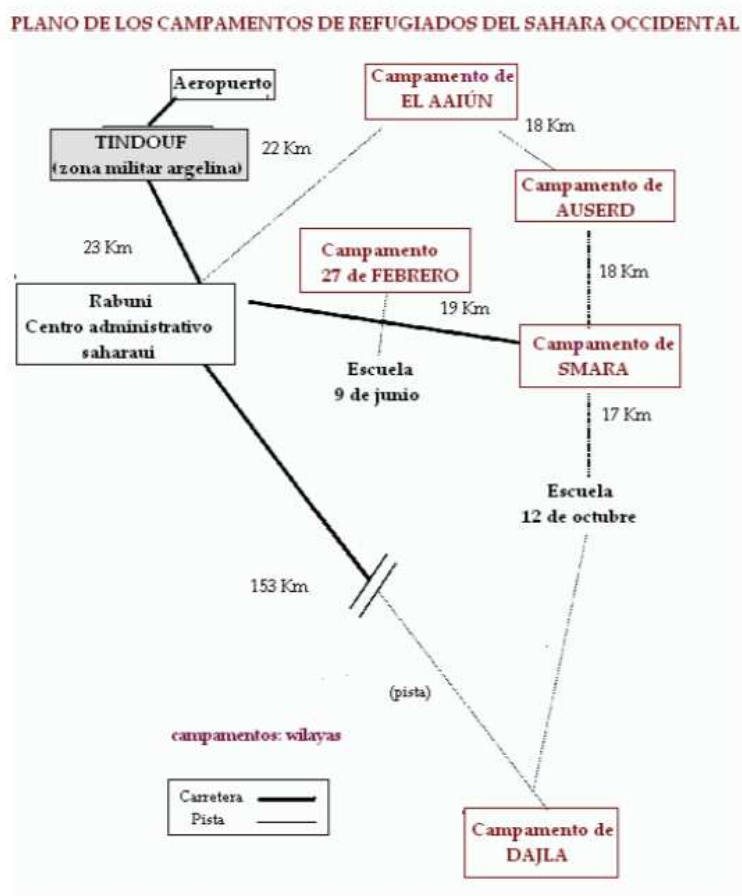 PLANO DE LOS CAMPAMENTOS DE REFUGIADOS DEL SAHARA OCCIDENTAL
Aeropuerto
Campamento de
EL AAIÚN
TINDOUF
(zona militar argelina)
22 Km
18 Km
Campamento de
AUSERD
23 Km
Campamento
27 de FEBRERO
18 Km
Rabuni
Centro administrativo
saharaui
19 Km
Campamento de
SMARA
Escuela
9 de junio
17 Km
Escuela
12 de octubre
153 Km
(pista)
campamentos: wilayas
Carretera
Pista
Campamento de
DAJLA